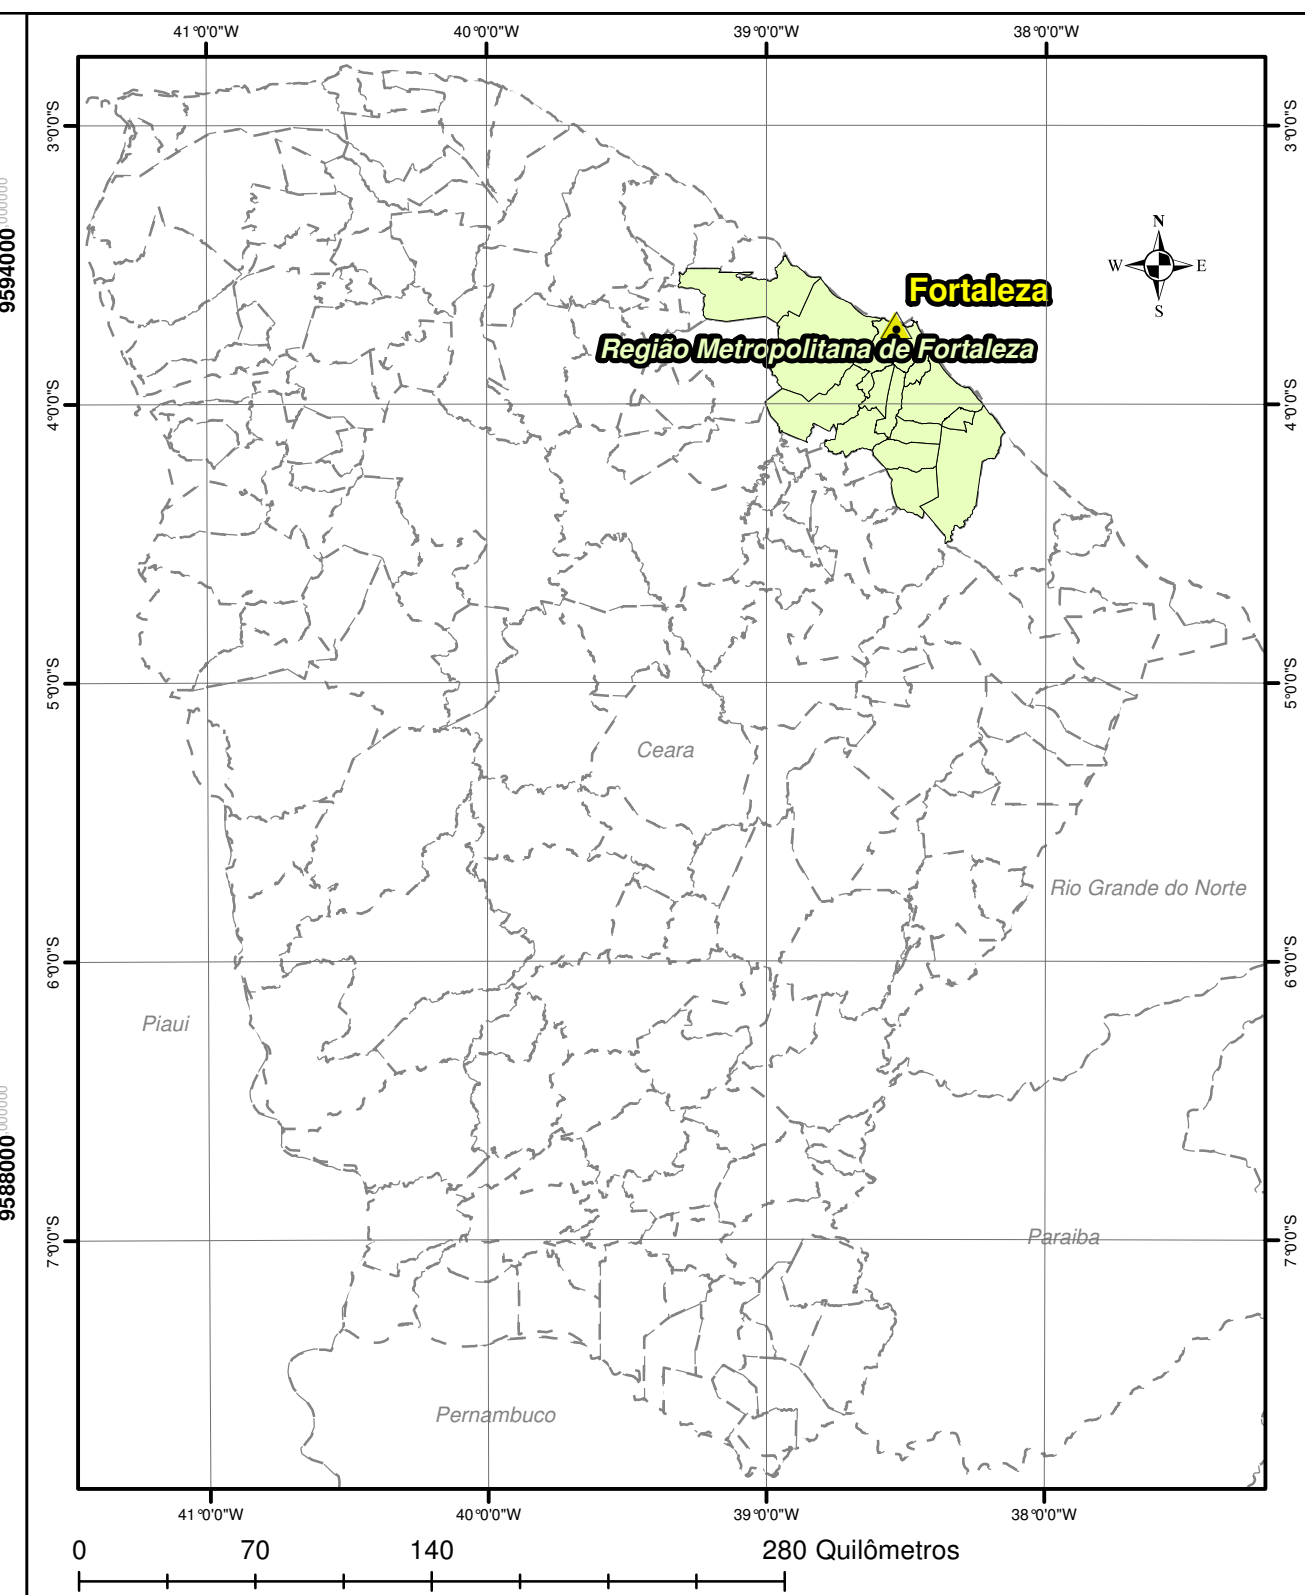 41°0'0"W 40°0'0"W 39°0'0"W 38°0'0"W
3°0'0"S 3°0'0"S
9594000,000000
N
W E
S
Fortaleza
Região Metropolitana de Fortaleza
4°0'0"S 4°0'0"S
5°0'0"S 5°0'0"S
Ceara
Rio Grande do Norte
6°0'0"S 6°0'0"S
Piaui
9588000,000000
7°0'0"S 7°0'0"S
Paraiba
Pernambuco
41°0'0"W 40°0'0"W 39°0'0"W 38°0'0"W
0 70 140 280 Quilômetros